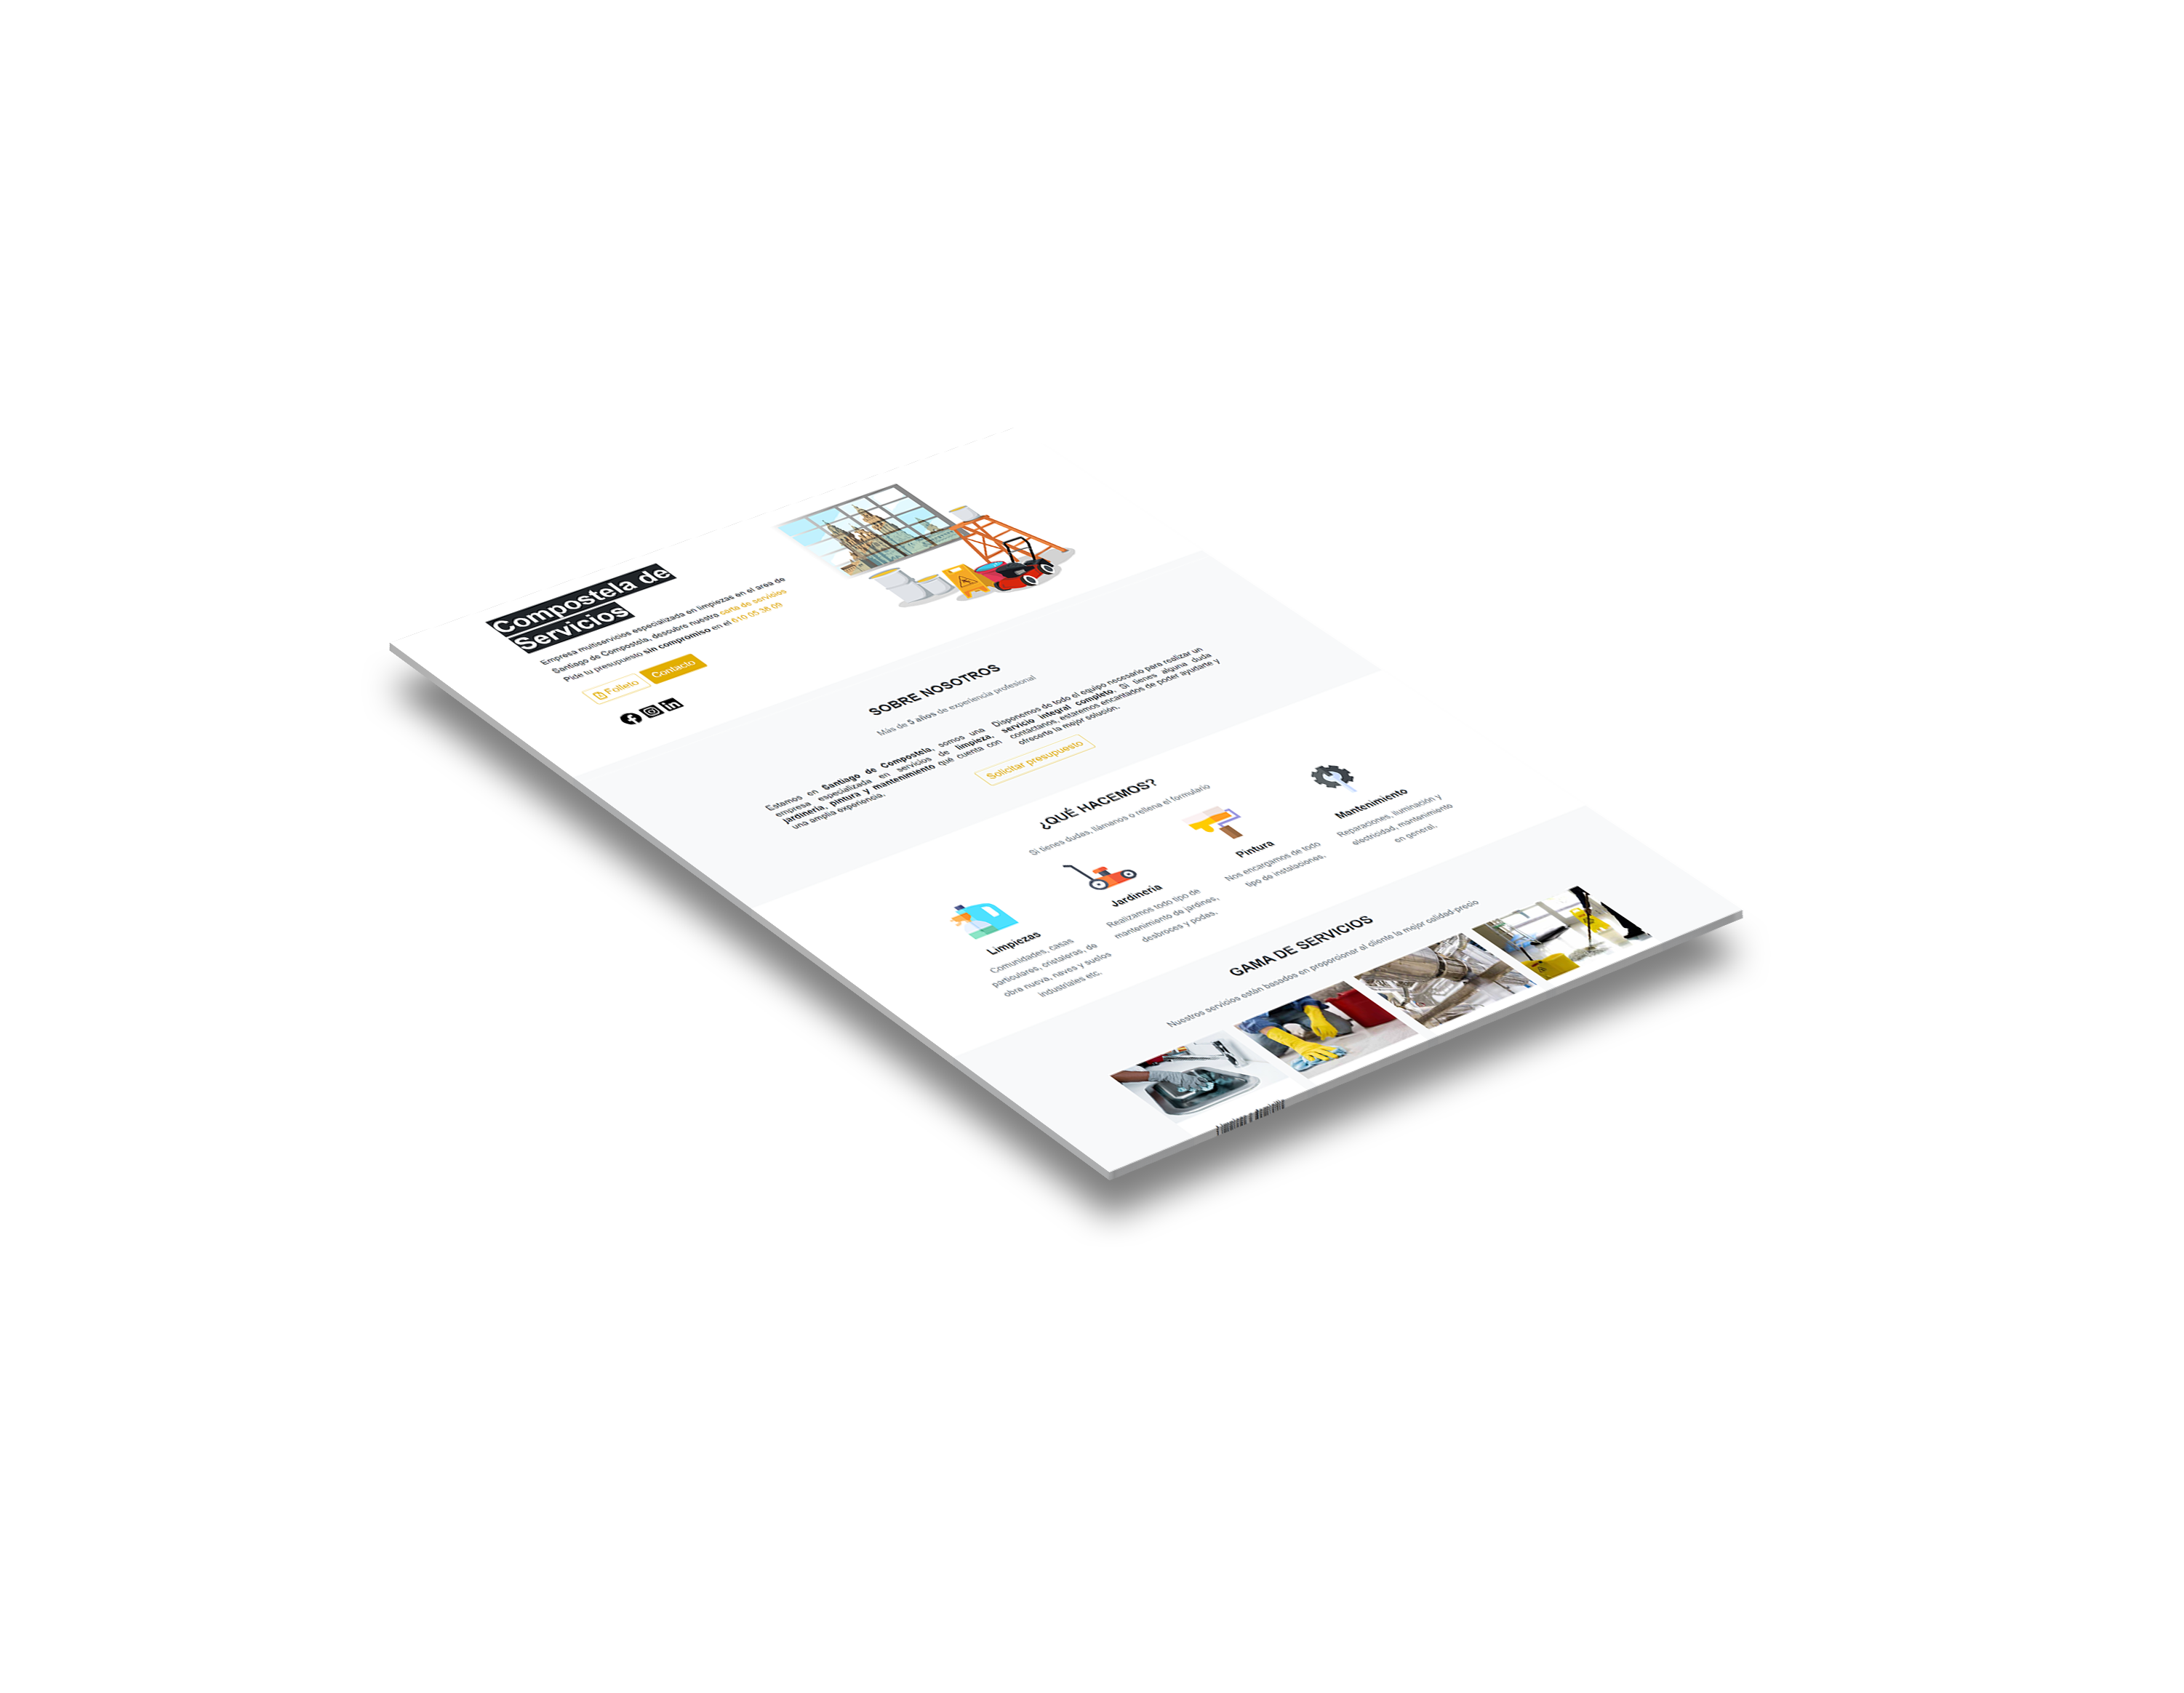 Compostela de
Servicios
Empresa multiservicios especializada en limpiezas en el area de
Santiago de Compostela, descubre nuestra carta de servicios
Pide tu presupuesto sin compromiso en el 610 05 38 09
Folleto
Contacto
SOBRE NOSOTROS
Más de 5 años de experiencia profesional
Estamos en Santiago de Compostela, somos una
empresa especializada en servicios de limpieza,
jardinería, pintura y mantenimiento que cuenta con
una amplia experiencia.
Disponemos de todo el equipo necesario para realizar un
servicio integral completo. Si tienes alguna duda
contáctanos, estaremos encantados de poder ayudarte y
ofrecerte la mejor solución.
Solicitar presupuesto
¿QUÉ HACEMOS?
Si tienes dudas, llámanos o rellena el formulario
Limpiezas
Comunidades, casas
particulares, cristaleras, de
obra nueva, naves y suelos
industriales etc.
Jardineria
Realizamos todo tipo de
mantenimiento de jardines,
desbroces y podas.
Pintura
Nos encargamos de todo
tipo de instalaciones.
Mantenimiento
Reparaciones, iluminación y
electricidad, mantenimiento
en general.
GAMA DE SERVICIOS
Nuestros servicios están basados en proporcionar al cliente la mejor calidad-precio